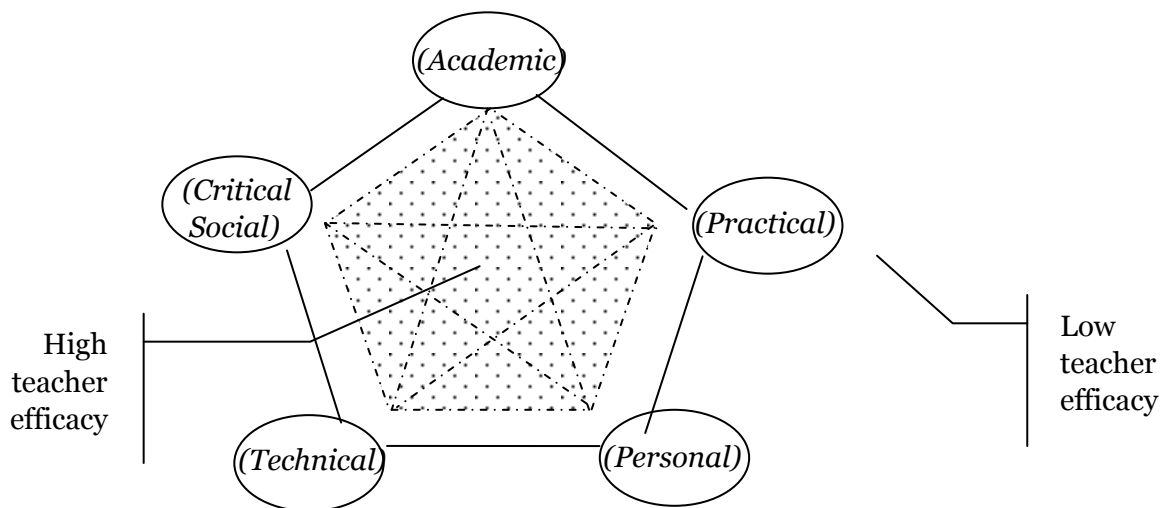 (Academic)
(Critical
Social)
(Practical)
High
teacher
efficacy
Low
teacher
efficacy
(Technical)
(Personal)